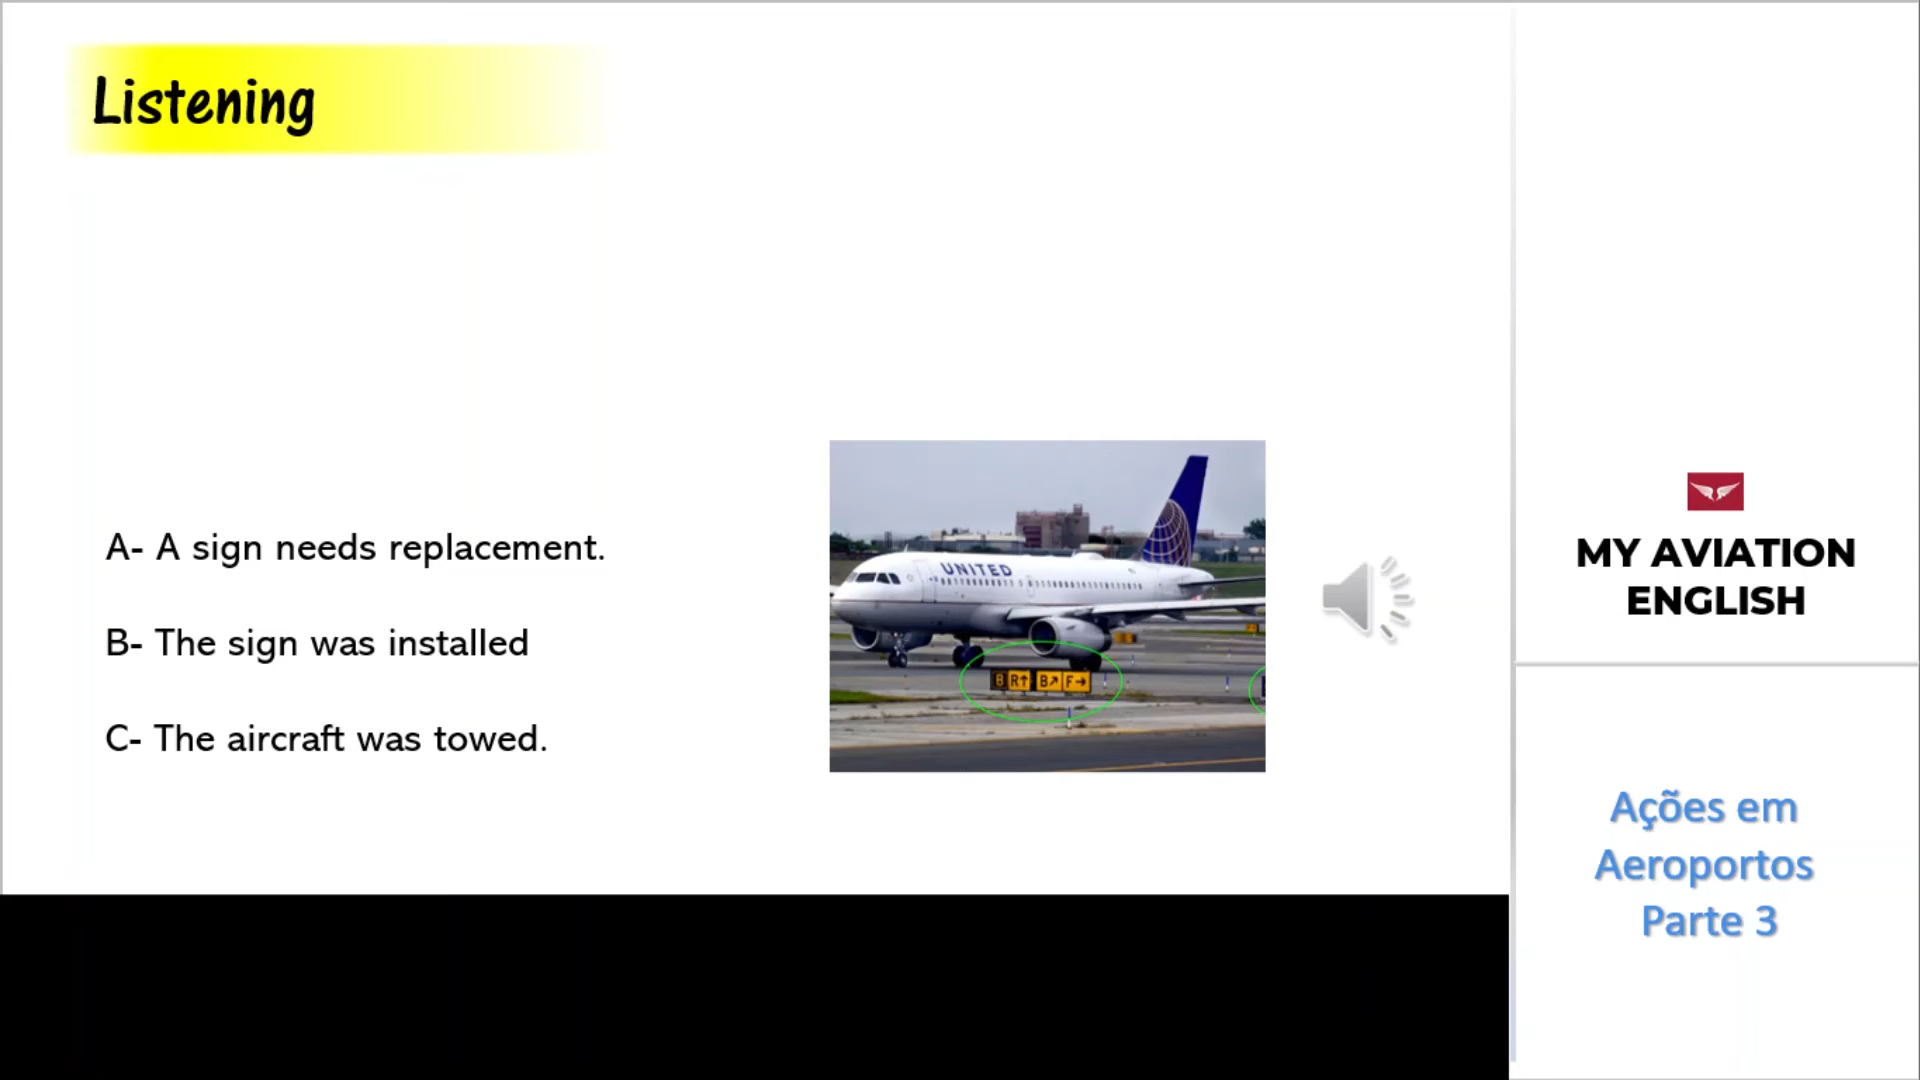 Listening
A- A sign needs replacement.
B- The sign was installed
C- The aircraft was towed.
UNITED
B R↑ B↗ F→
MY AVIATION
ENGLISH
Ações em
Aeroportos
Parte 3